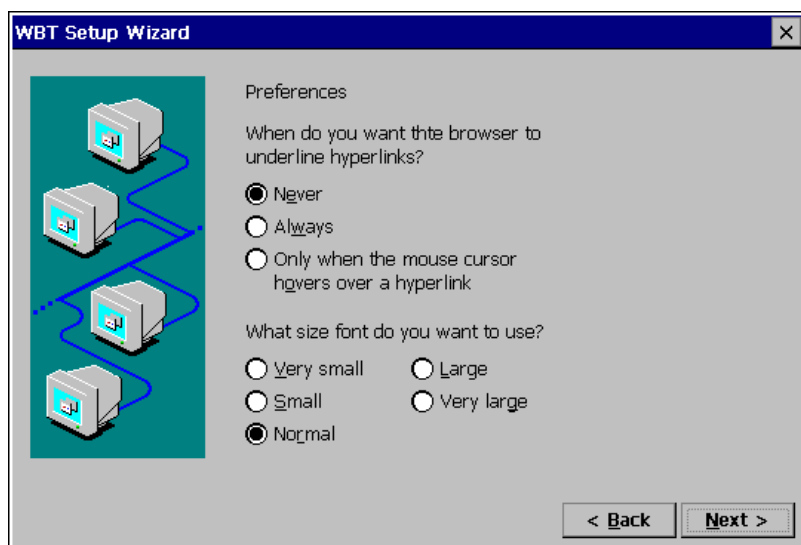 WBT Setup Wizard
Preferences
When do you want thte browser to
underline hyperlinks?
Never
Always
Only when the mouse cursor
hovers over a hyperlink
What size font do you want to use?
Very small
Large
Small
Very large
Normal
< Back
Next >